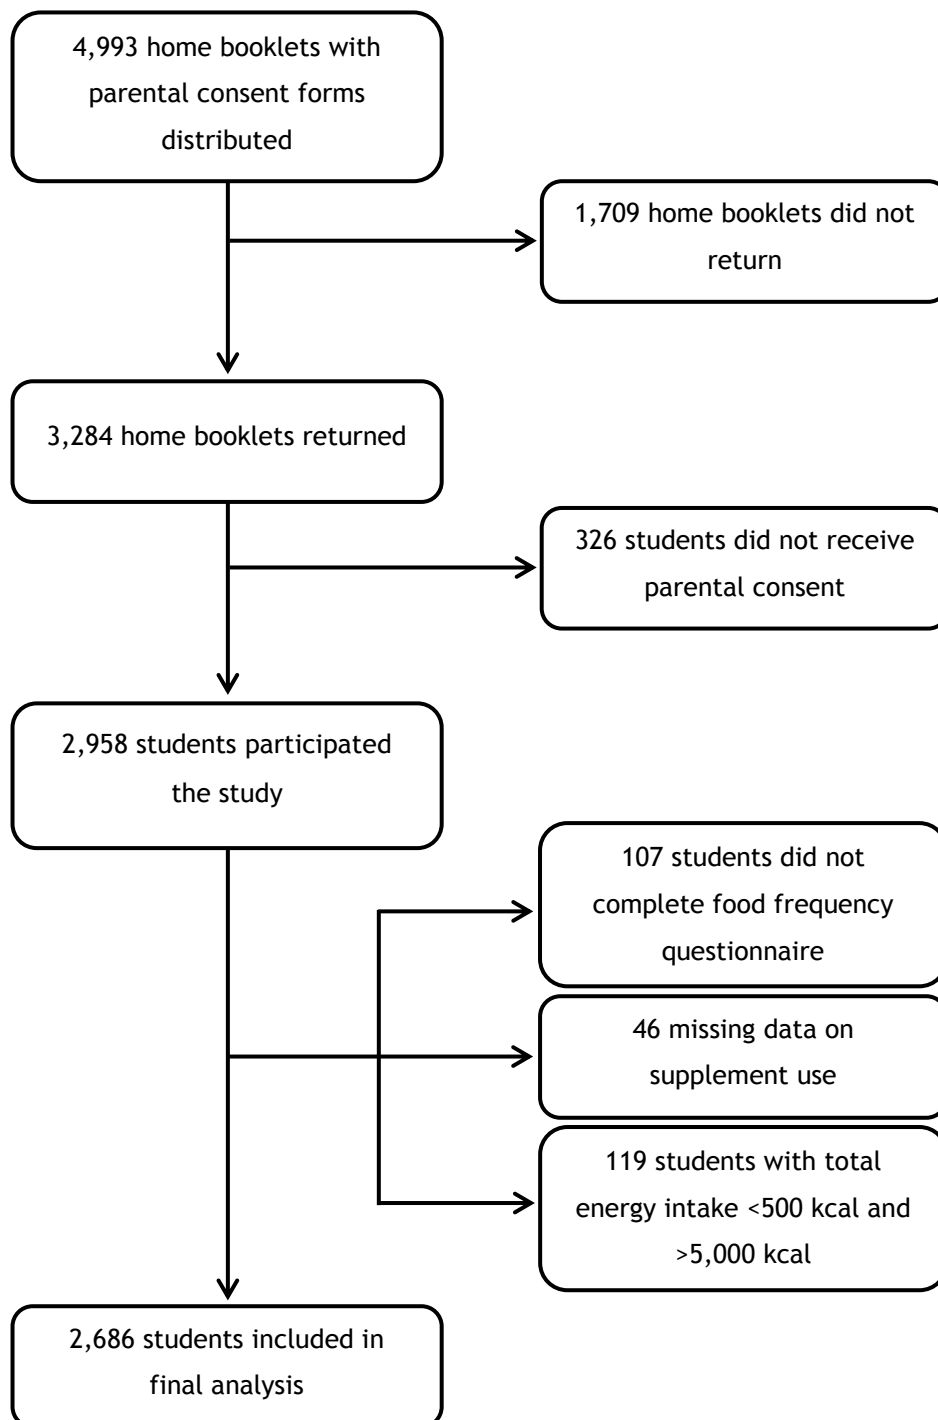 4,993 home booklets with
parental consent forms
distributed
1,709 home booklets did not
return
3,284 home booklets returned
326 students did not receive
parental consent
2,958 students participated
the study
107 students did not
complete food frequency
questionnaire
46 missing data on
supplement use
119 students with total
energy intake <500 kcal and
>5,000 kcal
2,686 students included in
final analysis